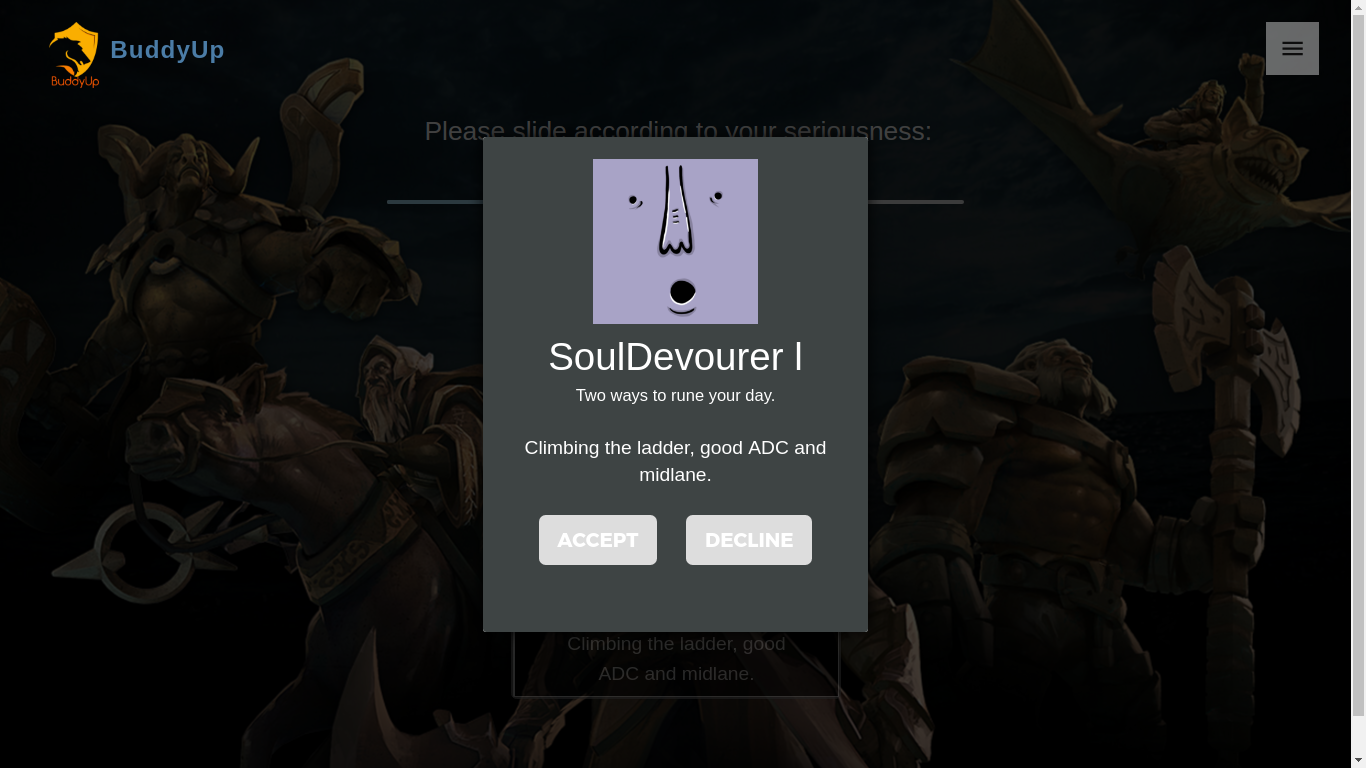 BuddyUp
BuddyUp
Please slide according to your seriousness:
SoulDevourer l
Two ways to rune your day.
Climbing the ladder, good ADC and
midlane.
ACCEPT
DECLINE
Climbing the ladder, good
ADC and midlane.